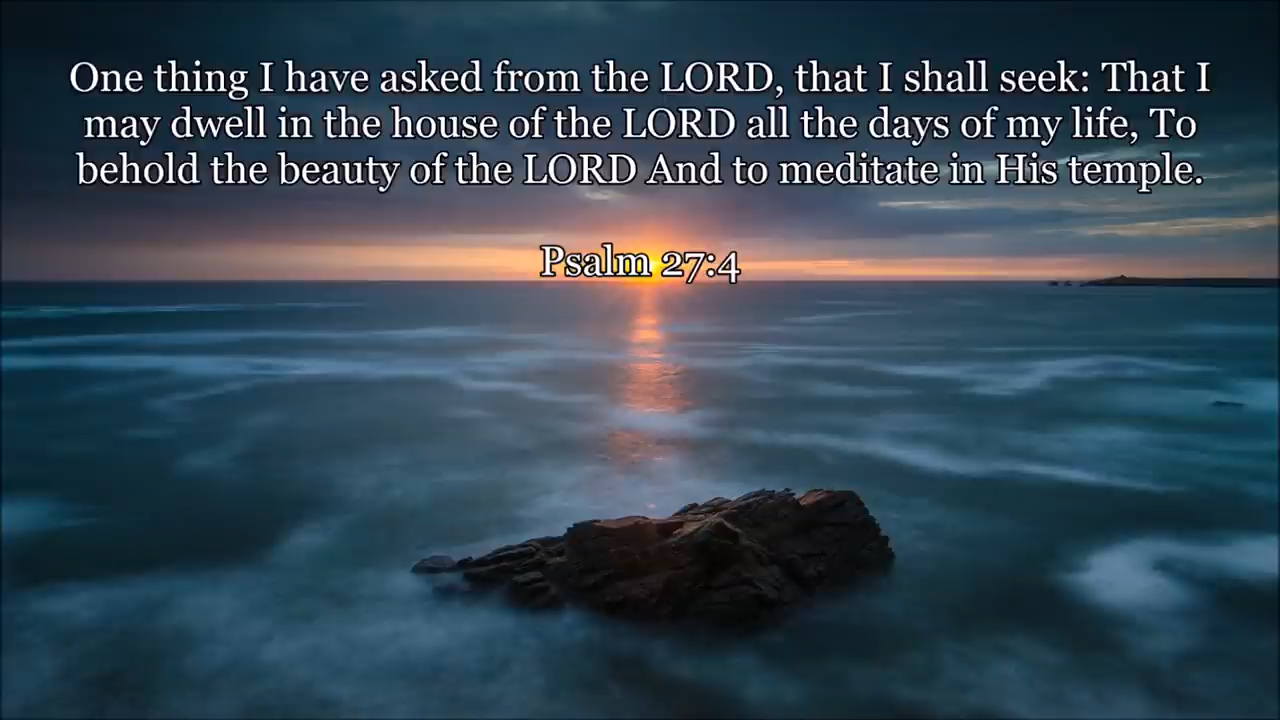 One thing I have asked from the LORD, that I shall seek: That I
may dwell in the house of the LORD all the days of my life, To
behold the beauty of the LORD And to meditate in His temple.
Psalm 27:4